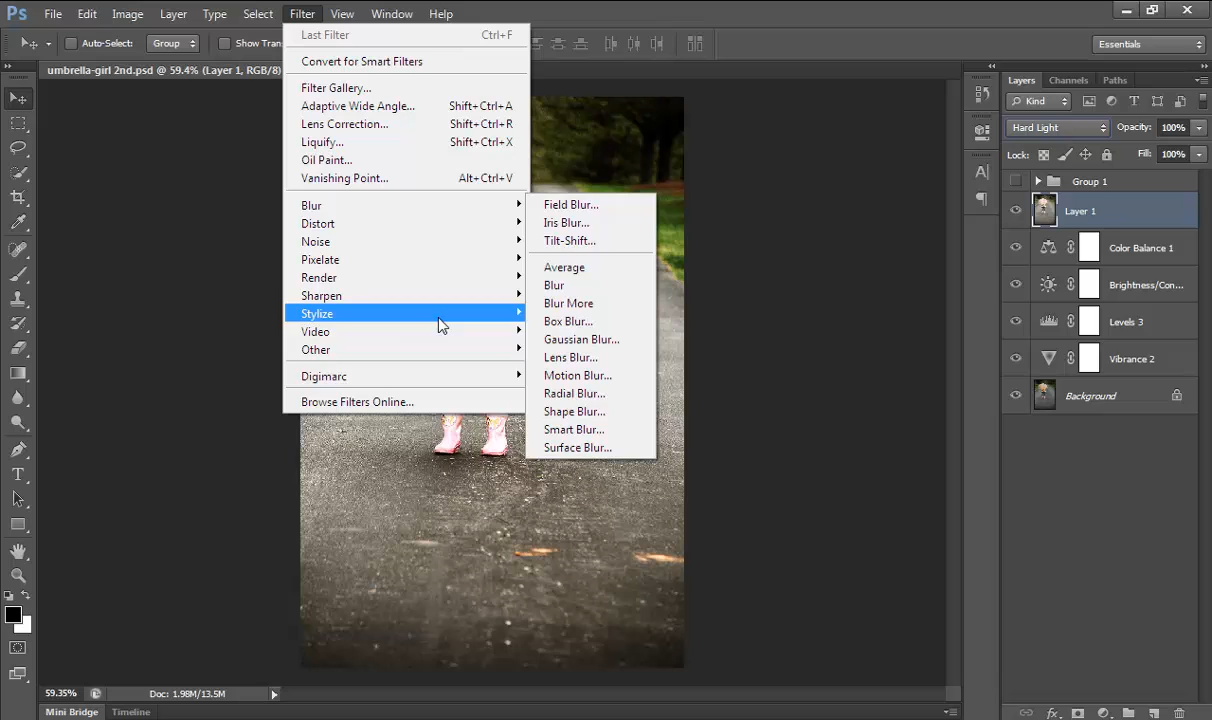 Ps File Edit Image Layer Type Select Filter View Window Help
Auto-Select: Group Show Tran
Essentials
umbrella-girl 2nd.psd @ 59.4% (Layer 1, RGB/8)
Last Filter Ctrl+F
Convert for Smart Filters
Filter Gallery...
Adaptive Wide Angle... Shift+Ctrl+A
Lens Correction... Shift+Ctrl+R
Liquify... Shift+Ctrl+X
Oil Paint...
Vanishing Point... Alt+Ctrl+V
Blur
Distort
Noise
Pixelate
Render
Sharpen
Stylize
Video
Other
Digimarc
Browse Filters Online...
Field Blur...
Iris Blur...
Tilt-Shift...
Average
Blur
Blur More
Box Blur...
Gaussian Blur...
Lens Blur...
Motion Blur...
Radial Blur...
Shape Blur...
Smart Blur...
Surface Blur...
Layers Channels Paths
Kind
Hard Light Opacity: 100%
Lock: Fill: 100%
Group 1
Layer 1
Color Balance 1
Brightness/Con...
Levels 3
Vibrance 2
Background
59.35% Doc: 1.98M/13.5M
Mini Bridge Timeline